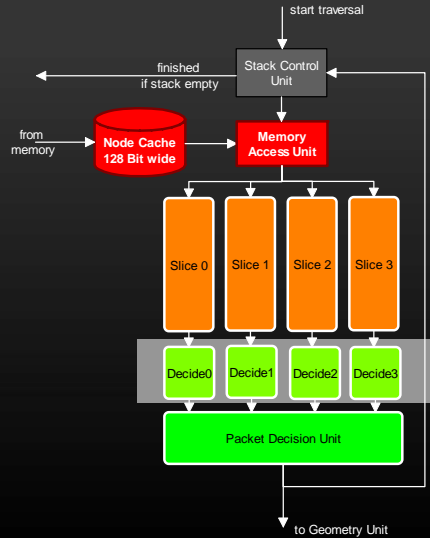 start traversal
Stack Control
Unit
finished
if stack empty
from
memory
Node Cache
128 Bit wide
Memory
Access Unit
Slice 0
Slice 1
Slice 2
Slice 3
Decide0
Decide1
Decide2
Decide3
Packet Decision Unit
to Geometry Unit